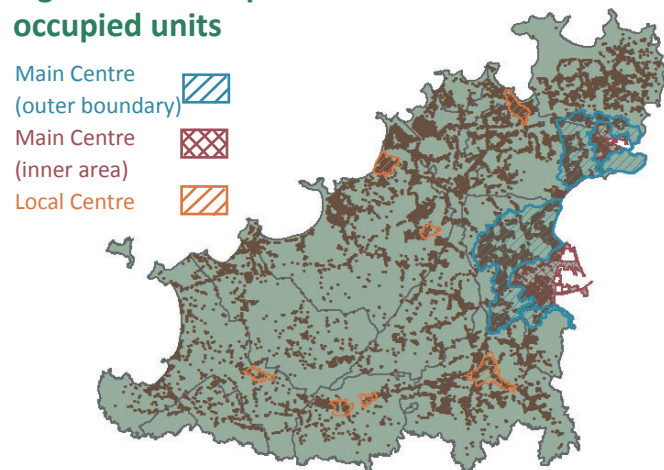 occupied units
Main Centre
(outer boundary)
Main Centre
(inner area)
Local Centre